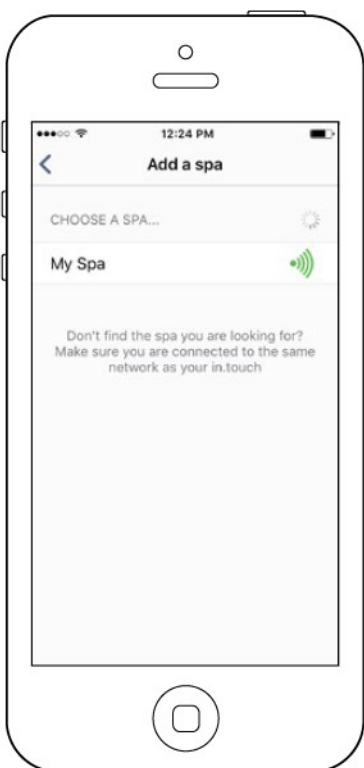 12:24 PM
Add a spa
CHOOSE A SPA...
My Spa
Don't find the spa you are looking for?
Make sure you are connected to the same
network as your in.touch